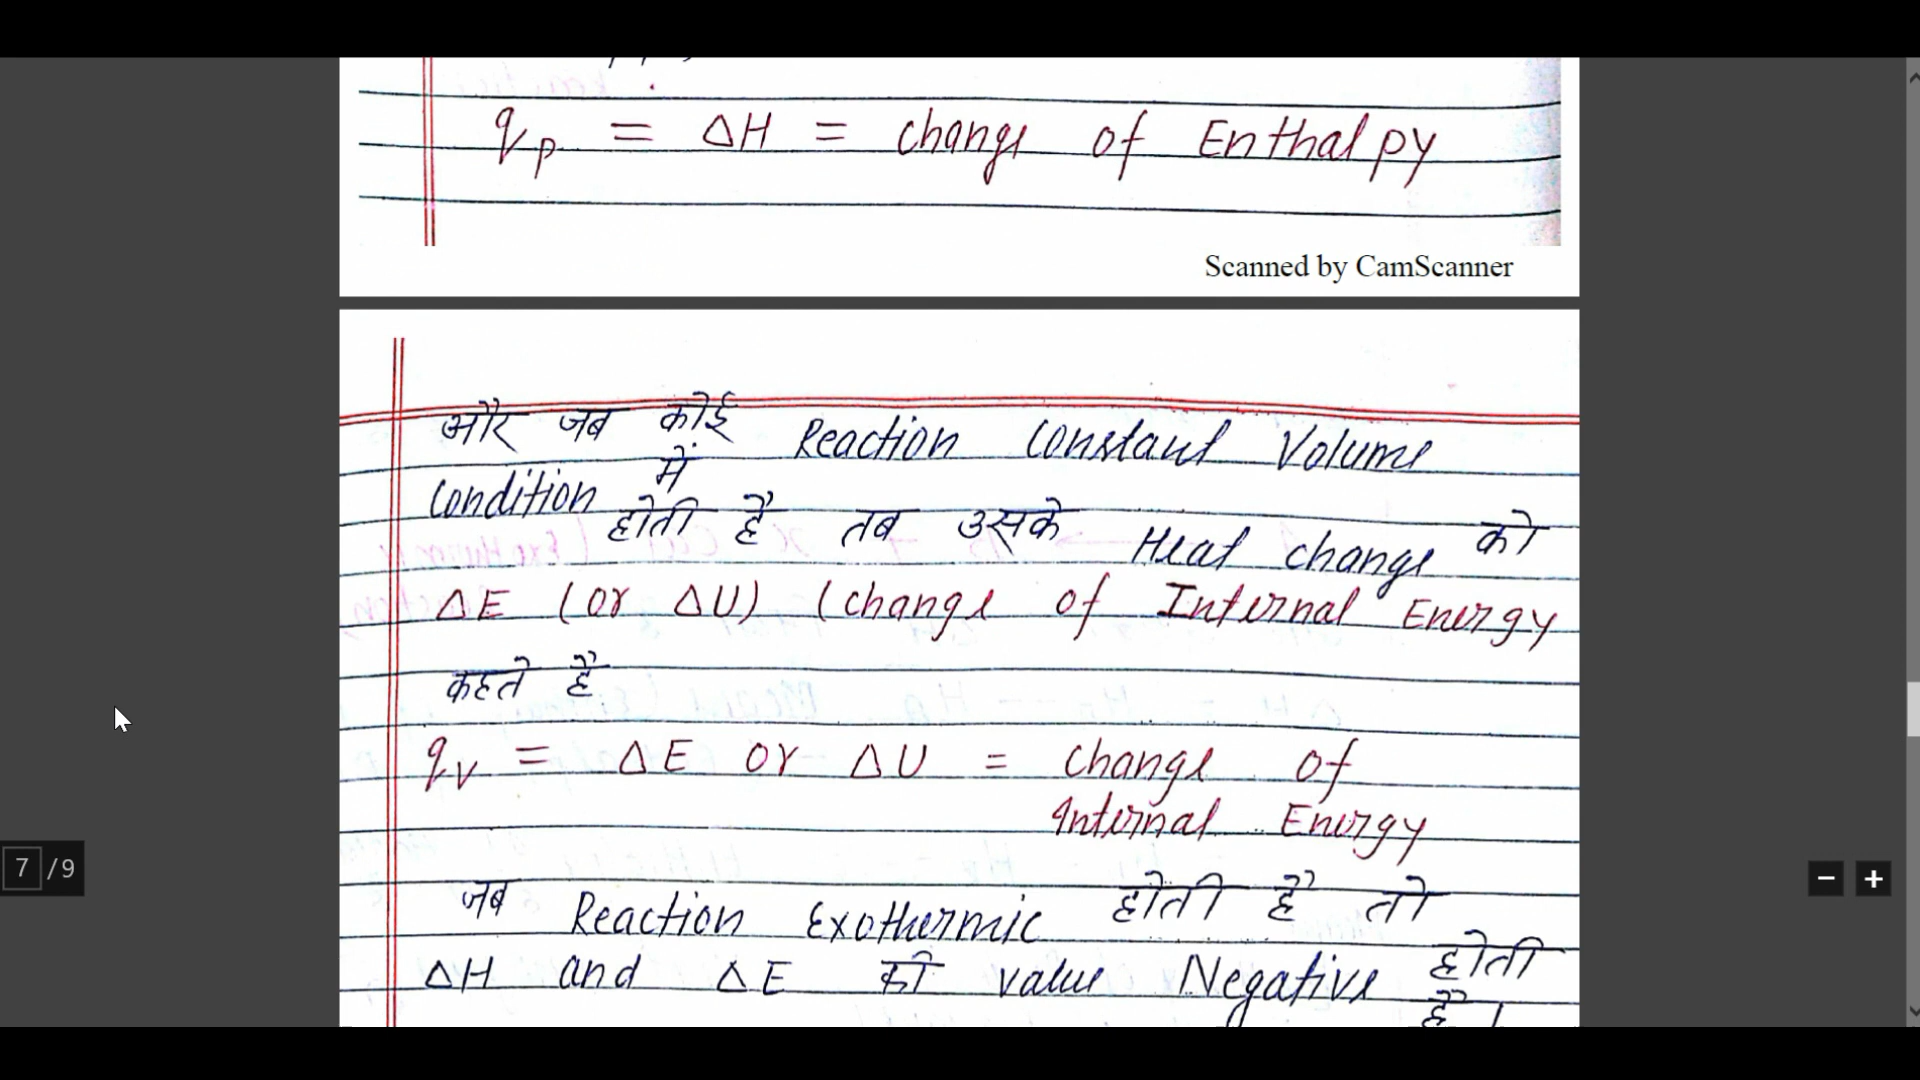 qp = ΔH = change of Enthalpy
Scanned by CamScanner
और जब कोई Reaction Constant Volume
Condition में होती है तब उसके Heat change को
ΔE (or ΔU) (change of Internal Energy
कहते है
qv = ΔE or ΔU = change of
Internal Energy
जब Reaction Exothermic होती है तो
ΔH and ΔE की value Negative होती
है।
7 /9